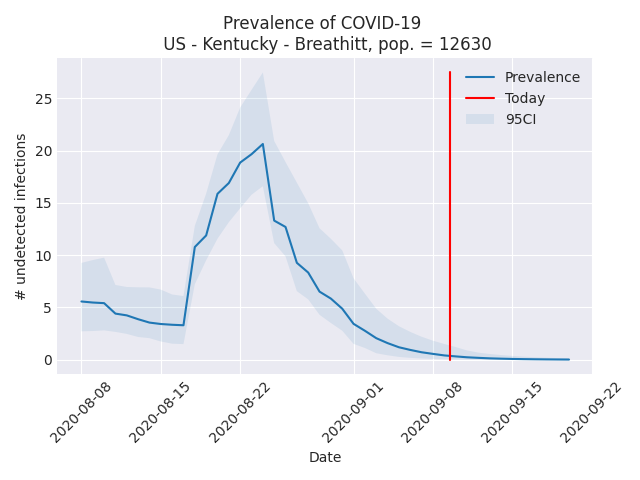 Prevalence of COVID-19
US - Kentucky - Breathitt, pop. = 12630
Prevalence
Today
95CI
# undetected infections
25
20
15
10
5
0
2020-08-08
2020-08-15
2020-08-22
2020-09-01
2020-09-08
2020-09-15
2020-09-22
Date